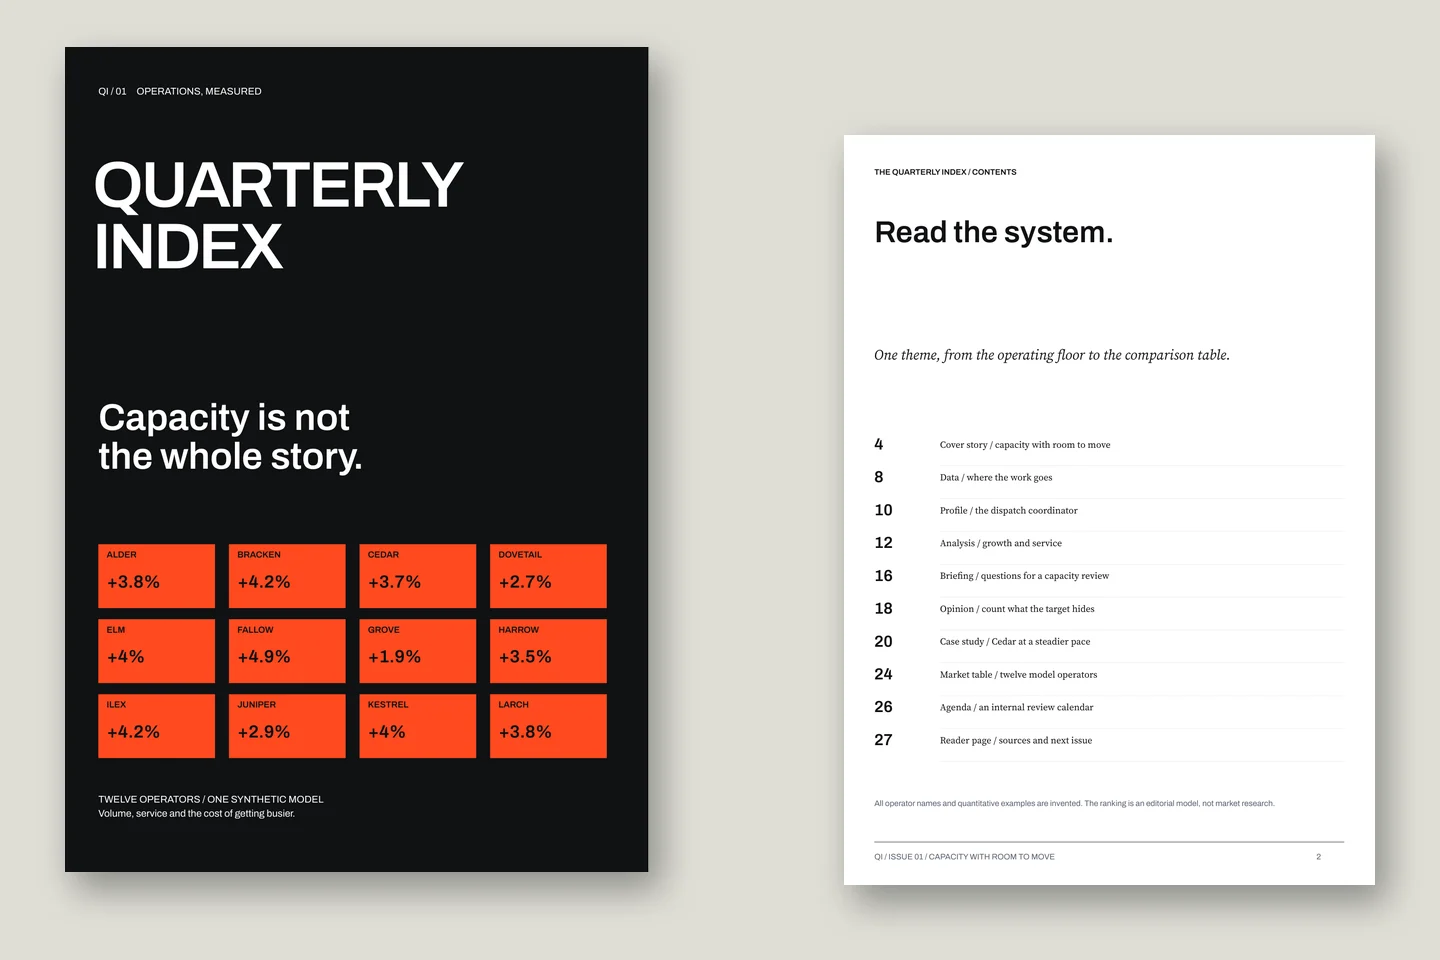 QI / 01 OPERATIONS, MEASURED
QUARTERLY
INDEX
Capacity is not
the whole story.
ALDER
+3.8%
BRACKEN
+4.2%
CEDAR
+3.7%
DOVETAIL
+2.7%
ELM
+4%
FALLOW
+4.9%
GROVE
+1.9%
HARROW
+3.5%
ILEX
+4.2%
JUNIPER
+2.9%
KESTREL
+4%
LARCH
+3.8%
TWELVE OPERATORS / ONE SYNTHETIC MODEL
Volume, service and the cost of getting busier.
THE QUARTERLY INDEX / CONTENTS
Read the system.
One theme, from the operating floor to the comparison table.
4 Cover story / capacity with room to move
8 Data / where the work goes
10 Profile / the dispatch coordinator
12 Analysis / growth and service
16 Briefing / questions for a capacity review
18 Opinion / count what the target hides
20 Case study / Cedar at a steadier pace
24 Market table / twelve model operators
26 Agenda / an internal review calendar
27 Reader page / sources and next issue
All operator names and quantitative examples are invented. The ranking is an editorial model, not market research.
QI / ISSUE 01 / CAPACITY WITH ROOM TO MOVE 2